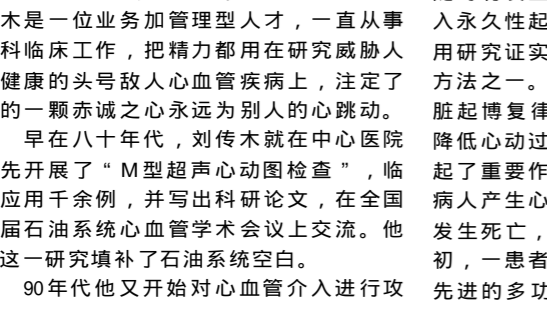 木是一位业务加管理型人才，一直从事
科临床工作，把精力都用在研究威胁人
健康的头号敌人心血管疾病上，注定了
的一颗赤诚之心永远为别人的心跳动。
早在八十年代，刘传木就在中心医院
先开展了“M型超声心动图检查”，临
应用千余例，并写出科研论文，在全国
届石油系统心血管学术会议上交流。他
这一研究填补了石油系统空白。
90年代他又开始对心血管介入进行攻
入永久性起
用研究证实
方法之一。
脏起博复律
降低心动过
起了重要作
病人产生心
发生死亡，
初，一患者
先进的多功